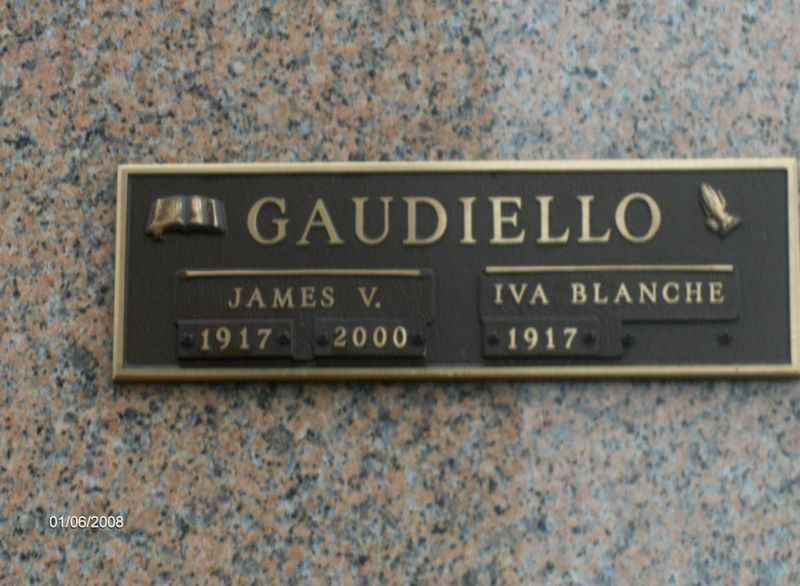 GAUDIELLO
JAMES V.
1917 2000
IVA BLANCHE
1917
01/06/2008